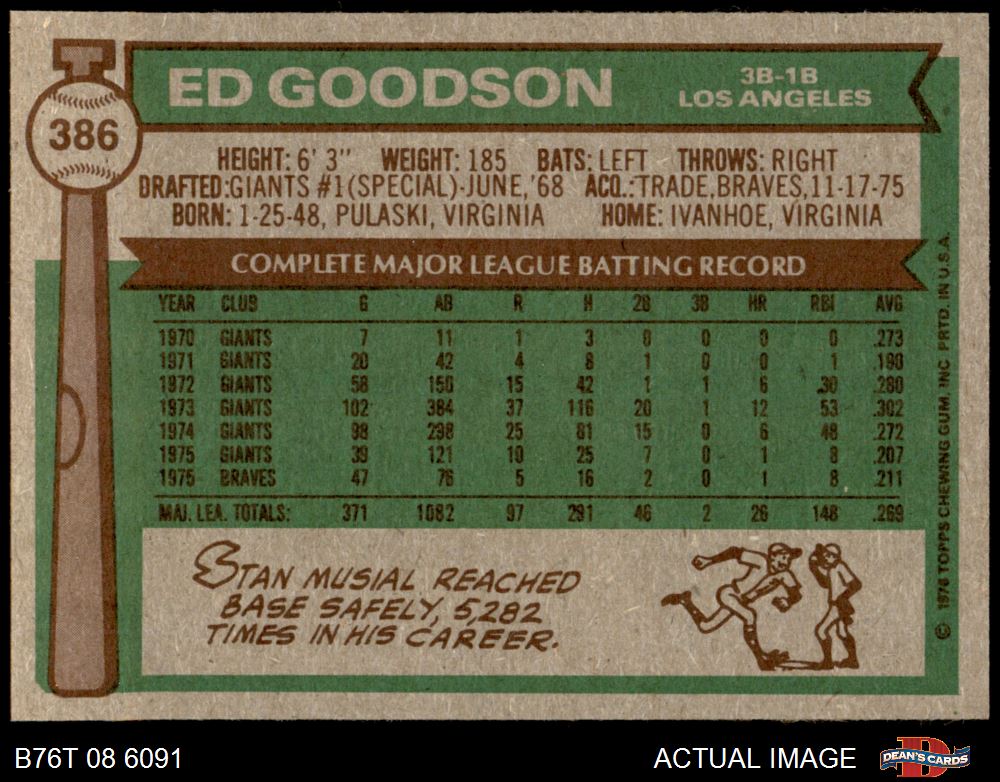 386
ED GOODSON
3B-1B
LOS ANGELES
HEIGHT: 6' 3" WEIGHT: 185 BATS: LEFT THROWS: RIGHT
DRAFTED: GIANTS #1 (SPECIAL)-JUNE, '68 ACQ.: TRADE, BRAVES, 11-17-75
BORN: 1-25-48, PULASKI, VIRGINIA HOME: IVANHOE, VIRGINIA
COMPLETE MAJOR LEAGUE BATTING RECORD
YEAR CLUB G AB R H 2B 3B HR RBI AVG
1970 GIANTS 7 11 1 3 0 0 0 0 .273
1971 GIANTS 20 42 4 8 1 0 0 1 .190
1972 GIANTS 58 150 15 42 1 1 6 30 .280
1973 GIANTS 102 384 37 116 20 1 12 53 .302
1974 GIANTS 98 298 25 81 15 0 6 48 .272
1975 GIANTS 39 121 10 25 7 0 1 8 .207
1975 BRAVES 47 76 5 16 2 0 1 8 .211
MAJ. LEA. TOTALS: 371 1082 97 291 46 2 26 148 .269
STAN MUSIAL REACHED
BASE SAFELY, 5,282
TIMES IN HIS CAREER.
© 1976 TOPPS CHEWING GUM, INC PRTD. IN U.S.A.
B76T 08 6091
ACTUAL IMAGE
DEAN'S CARDS